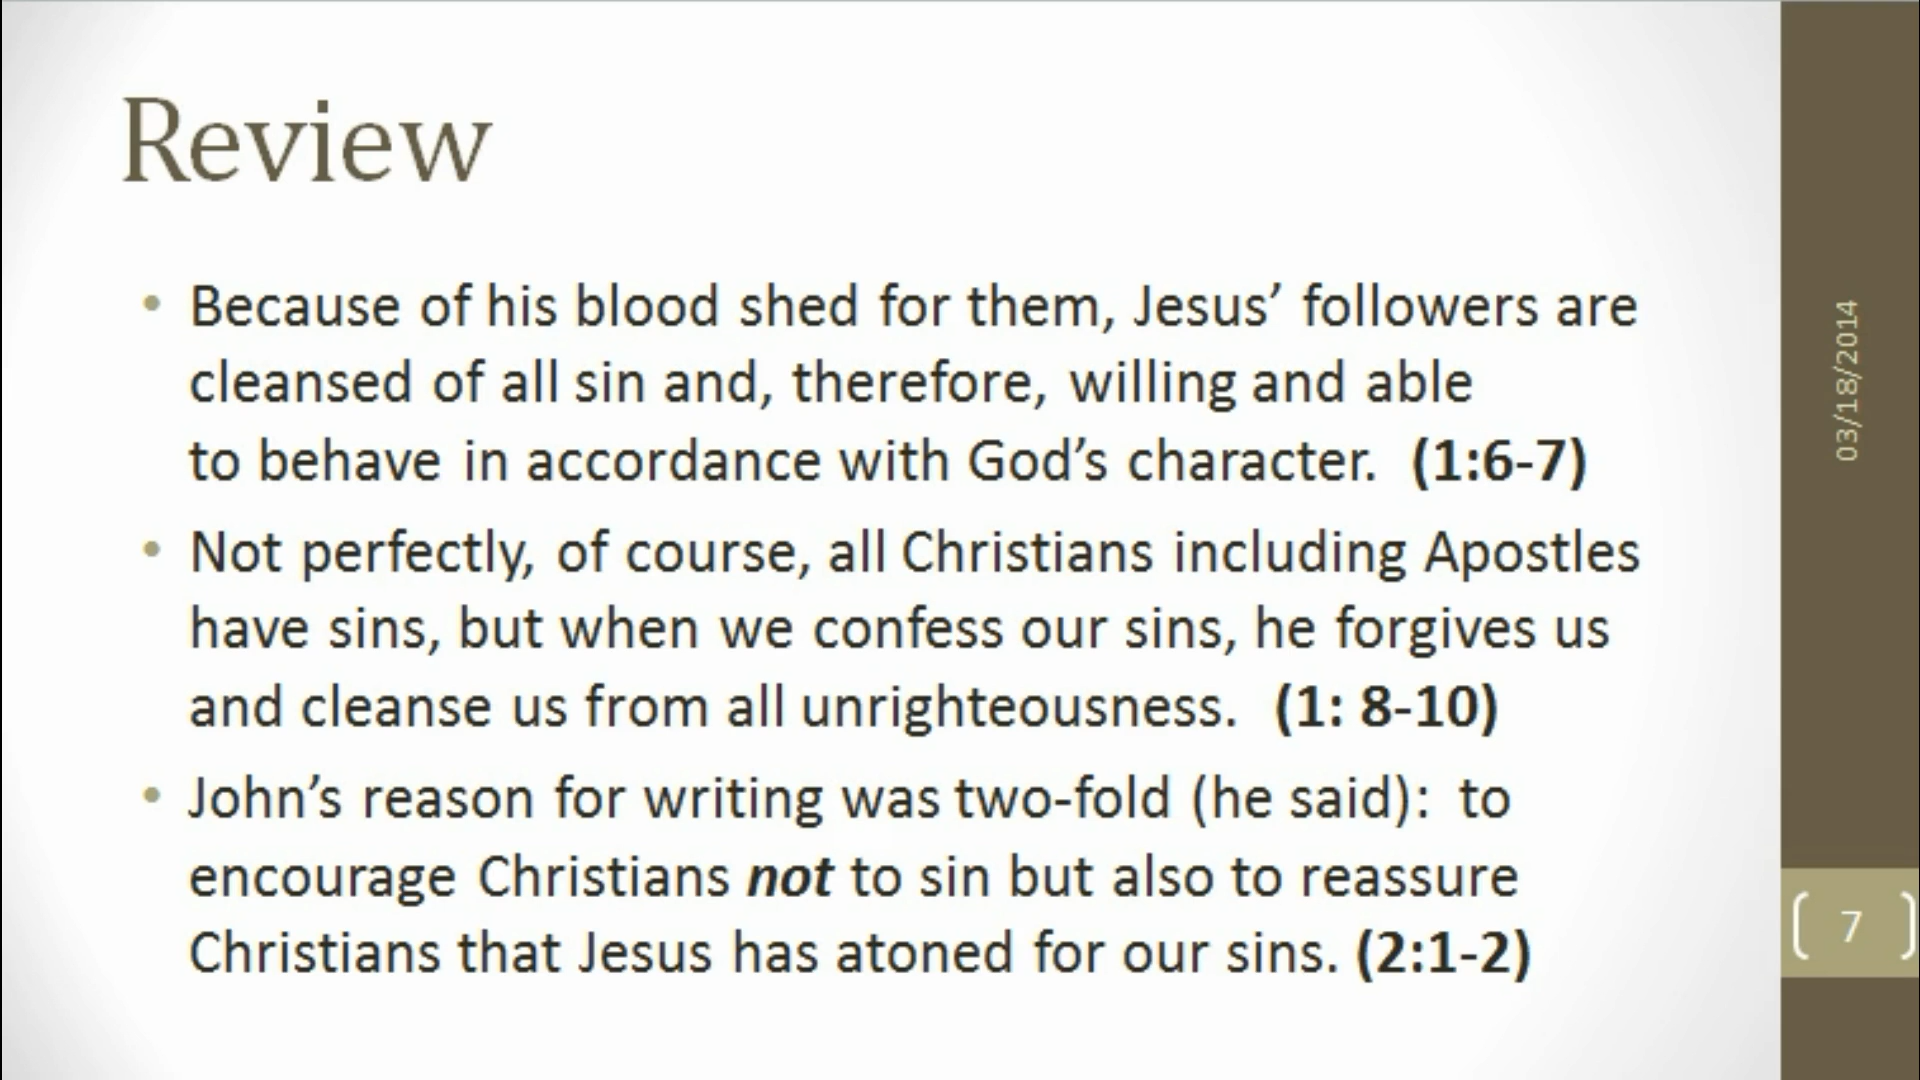 Review
• Because of his blood shed for them, Jesus’ followers are
cleansed of all sin and, therefore, willing and able
to behave in accordance with God’s character. (1:6-7)
• Not perfectly, of course, all Christians including Apostles
have sins, but when we confess our sins, he forgives us
and cleanse us from all unrighteousness. (1: 8-10)
• John’s reason for writing was two-fold (he said): to
encourage Christians not to sin but also to reassure
Christians that Jesus has atoned for our sins. (2:1-2)
03/18/2014
7